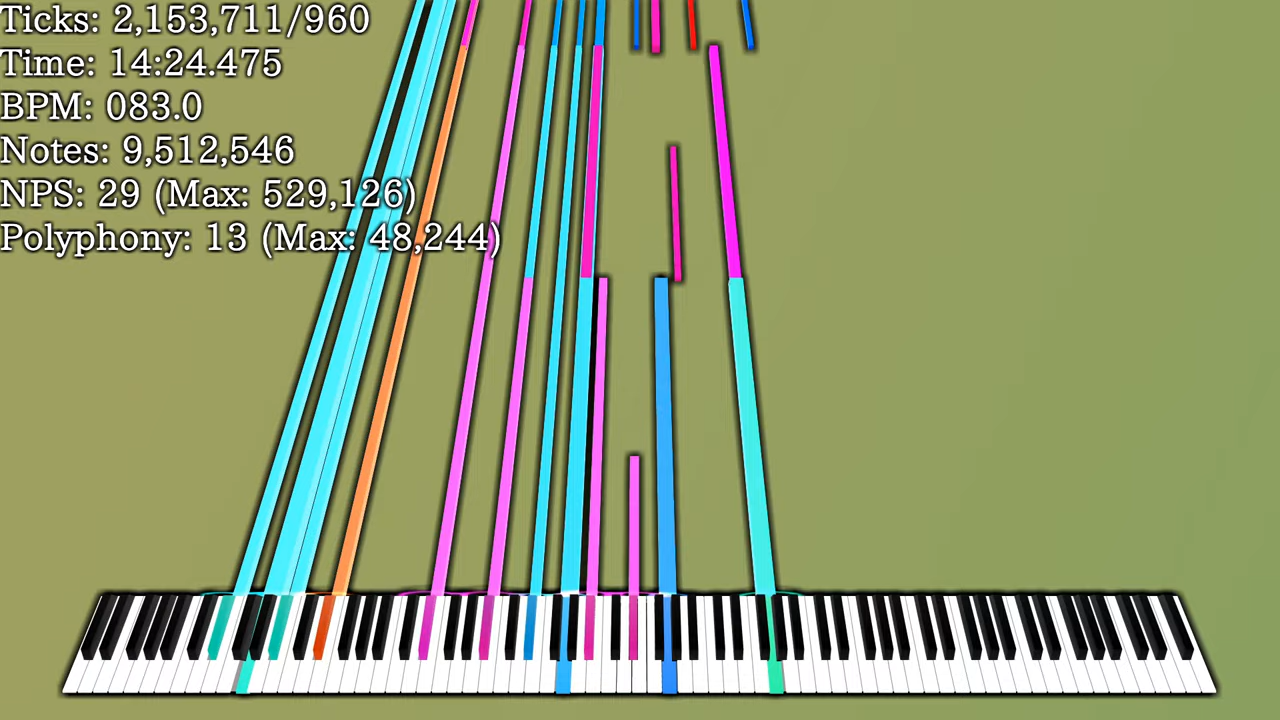 Ticks: 2,153,711/960
Time: 14:24.475
BPM: 083.0
Notes: 9,512,546
NPS: 29 (Max: 529,126)
Polyphony: 13 (Max: 48,244)